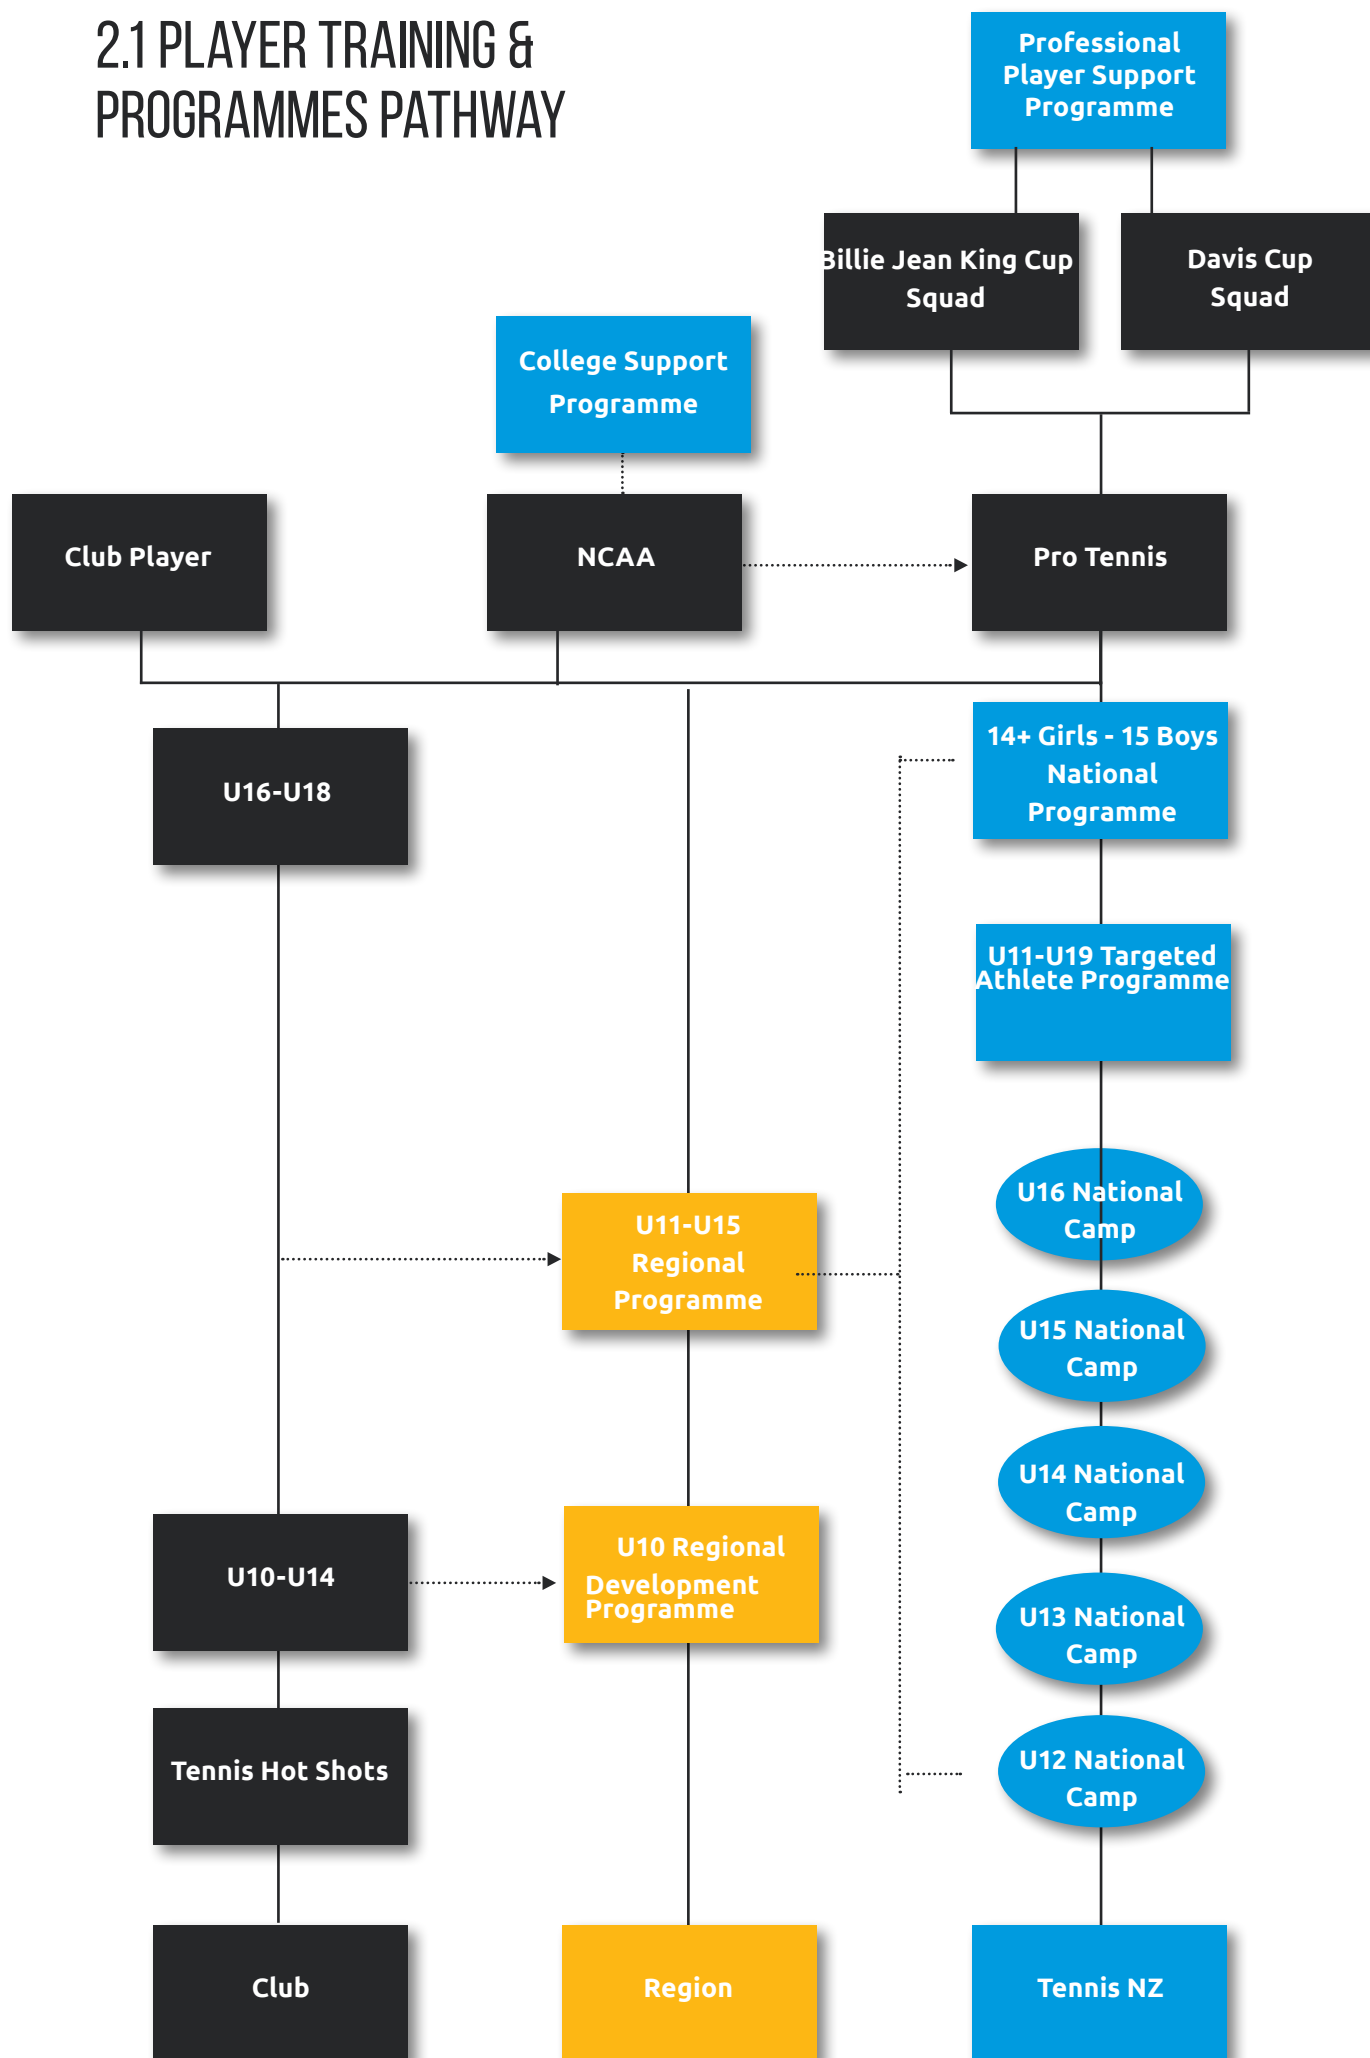 2.1 PLAYER TRAINING &
PROGRAMMES PATHWAY
Professional
Player Support
Programme
Billie Jean King Cup
Squad
Davis Cup
Squad
College Support
Programme
Club Player
NCAA
Pro Tennis
14+ Girls - 15 Boys
National
Programme
U16-U18
U11-U19 Targeted
Athlete Programme
U16 National
Camp
U11-U15
Regional
Programme
U15 National
Camp
U14 National
Camp
U10-U14
U10 Regional
Development
Programme
U13 National
Camp
Tennis Hot Shots
U12 National
Camp
Club
Region
Tennis NZ